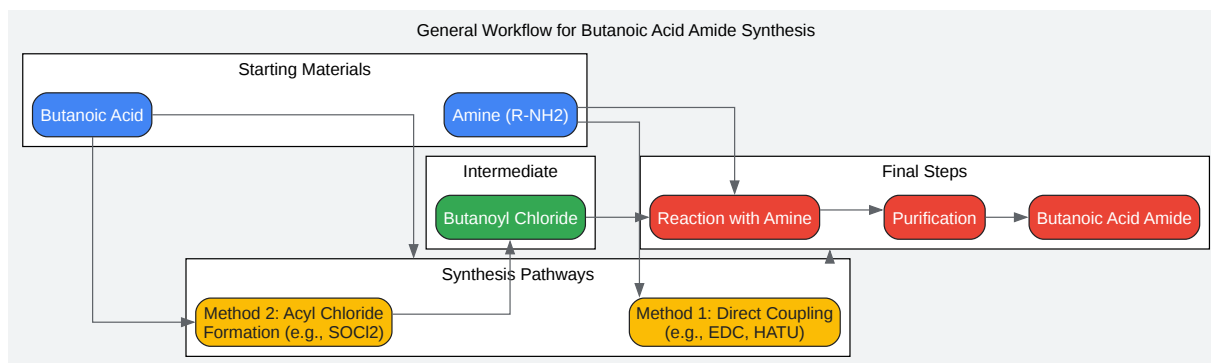 General Workflow for Butanoic Acid Amide Synthesis
Starting Materials
Butanoic Acid
Amine (R-NH2)
Intermediate
Final Steps
Butanoyl Chloride
Reaction with Amine
Purification
Butanoic Acid Amide
Synthesis Pathways
Method 2: Acyl Chloride
Formation (e.g., SOCl2)
Method 1: Direct Coupling
(e.g., EDC, HATU)